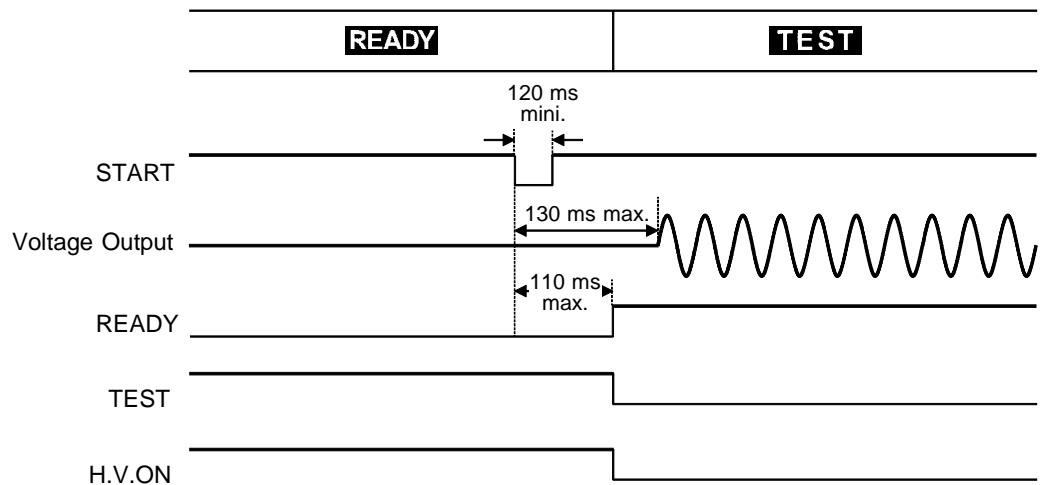 READY
TEST
120 ms
mini.
START
130 ms max.
Voltage Output
110 ms
max.
READY
TEST
H.V.ON